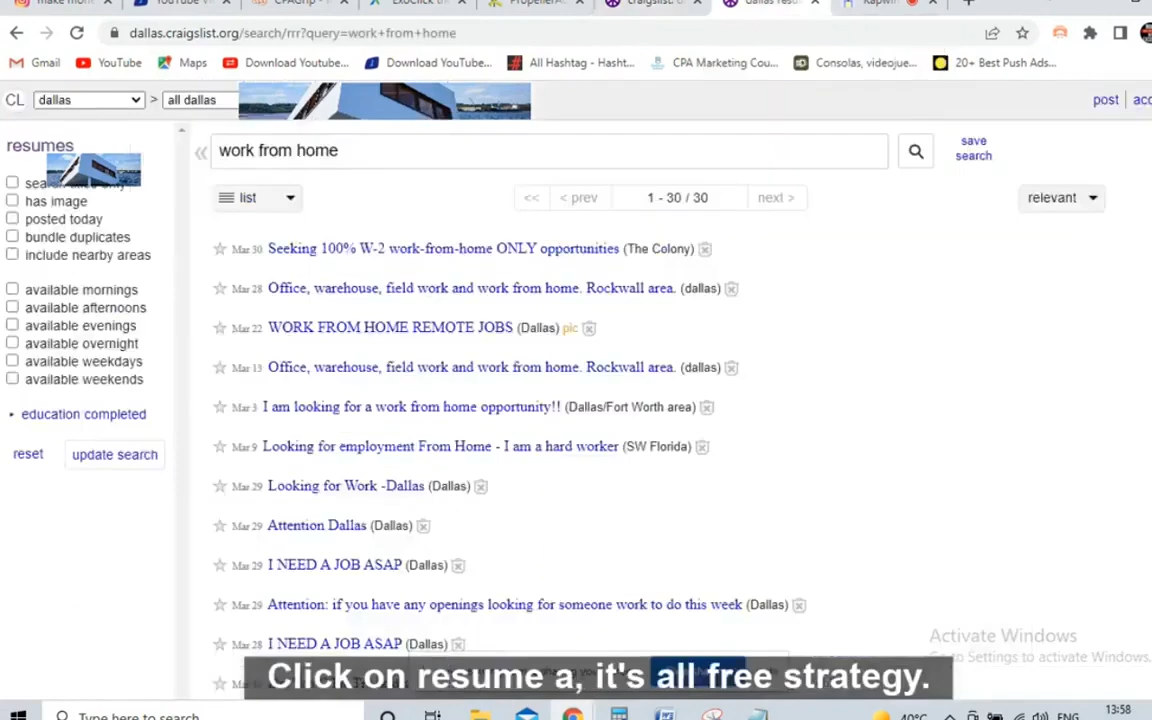 dallas.craigslist.org/search/rrr?query=work+from+home
Gmail YouTube Maps Download Youtube... Download YouTube... All Hashtag - Hasht... CPA Marketing Cou... Consolas, videojue... 20+ Best Push Ads...
CL dallas > all dallas post acc
resumes
work from home
save
search
has image
posted today
bundle duplicates
include nearby areas
available mornings
available afternoons
available evenings
available overnight
available weekdays
available weekends
education completed
reset update search
list << < prev 1 - 30 / 30 next > relevant
Mar 30 Seeking 100% W-2 work-from-home ONLY opportunities (The Colony)
Mar 28 Office, warehouse, field work and work from home. Rockwall area. (dallas)
Mar 22 WORK FROM HOME REMOTE JOBS (Dallas) pic
Mar 13 Office, warehouse, field work and work from home. Rockwall area. (dallas)
Mar 3 I am looking for a work from home opportunity!! (Dallas/Fort Worth area)
Mar 9 Looking for employment From Home - I am a hard worker (SW Florida)
Mar 29 Looking for Work -Dallas (Dallas)
Mar 29 Attention Dallas (Dallas)
Mar 29 I NEED A JOB ASAP (Dallas)
Mar 29 Attention: if you have any openings looking for someone work to do this week (Dallas)
Mar 28 I NEED A JOB ASAP (Dallas)
Activate Windows
Go to Settings to activate Windows.
Click on resume a, it's all free strategy.
Type here to search 40°C ENG 13:58